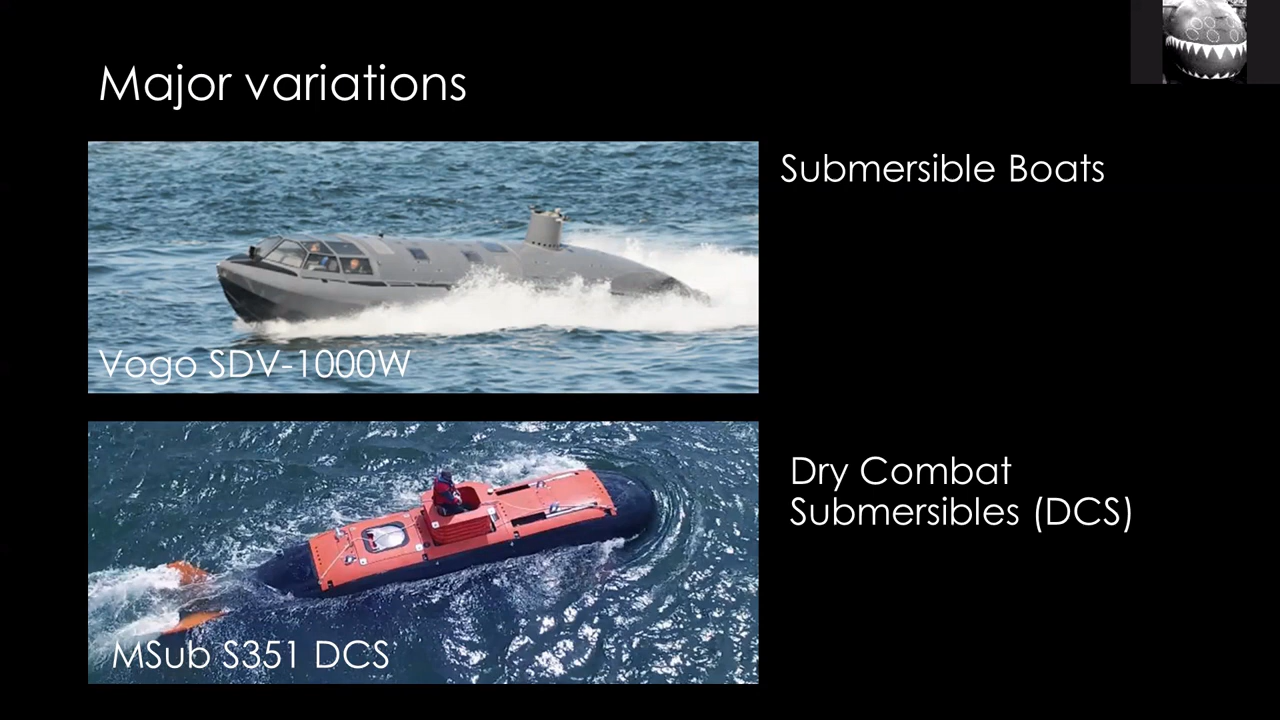 Major variations
Submersible Boats
Vogo SDV-1000W
Dry Combat
Submersibles (DCS)
MSub S351 DCS